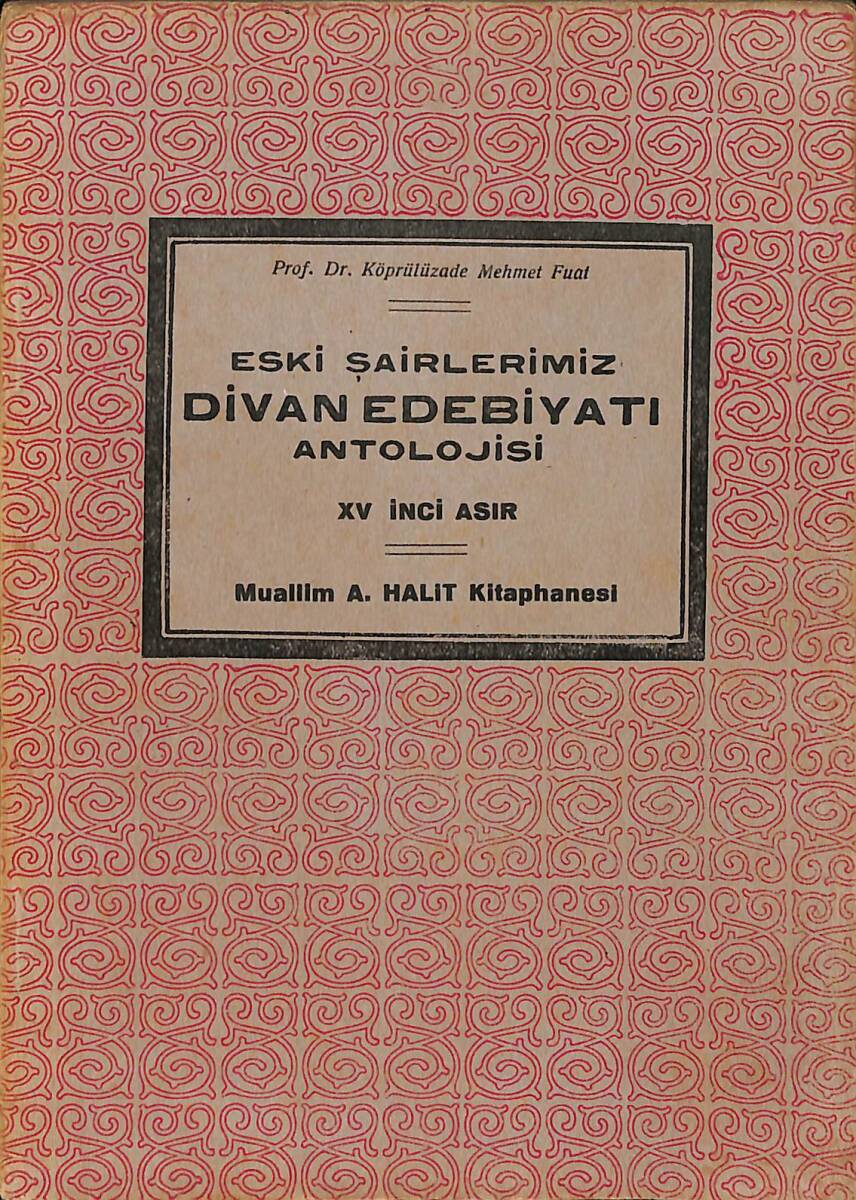 Prof. Dr. Köprülüzade Mehmet Fuat
ESKİ ŞAİRLERİMİZ
DİVAN EDEBİYATI
ANTOLOJİSİ
XV İNCİ ASIR
Muallim A. HALİT Kitaphanesi